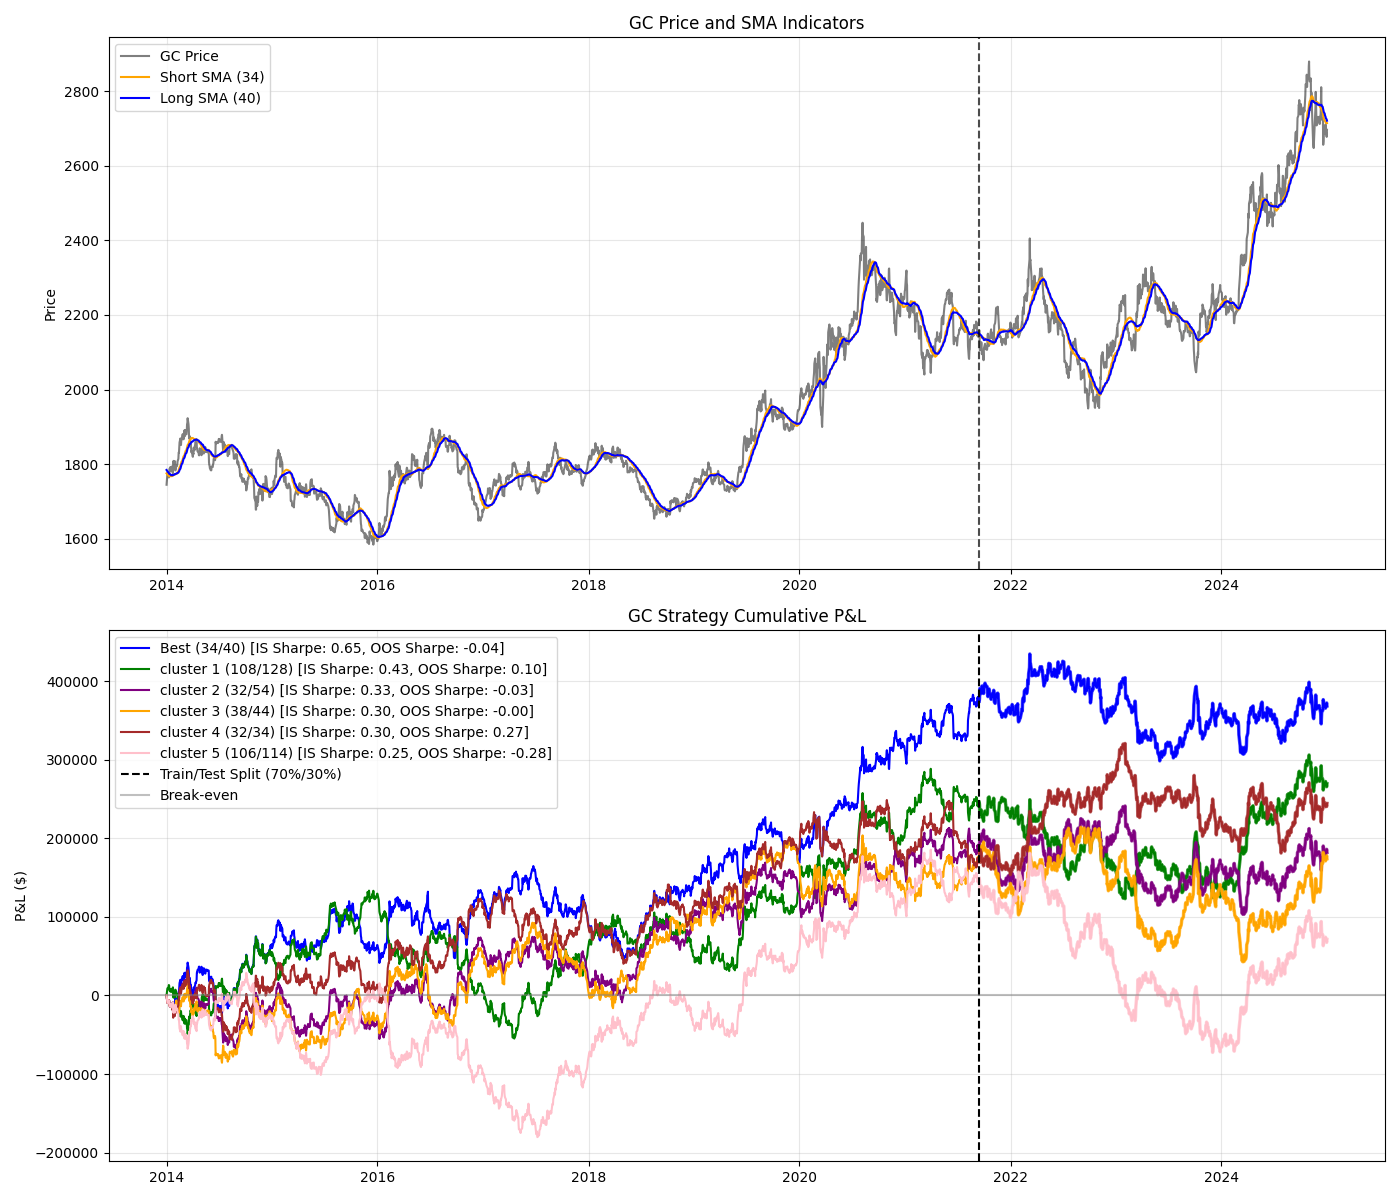 GC Price and SMA Indicators
GC Price
Short SMA (34)
Long SMA (40)
Price
2800
2600
2400
2200
2000
1800
1600
2014
2016
2018
2020
2022
2024
GC Strategy Cumulative P&L
Best (34/40) [IS Sharpe: 0.65, OOS Sharpe: -0.04]
cluster 1 (108/128) [IS Sharpe: 0.43, OOS Sharpe: 0.10]
cluster 2 (32/54) [IS Sharpe: 0.33, OOS Sharpe: -0.03]
cluster 3 (38/44) [IS Sharpe: 0.30, OOS Sharpe: -0.00]
cluster 4 (32/34) [IS Sharpe: 0.30, OOS Sharpe: 0.27]
cluster 5 (106/114) [IS Sharpe: 0.25, OOS Sharpe: -0.28]
Train/Test Split (70%/30%)
Break-even
P&L ($)
400000
300000
200000
100000
0
−100000
−200000
2014
2016
2018
2020
2022
2024